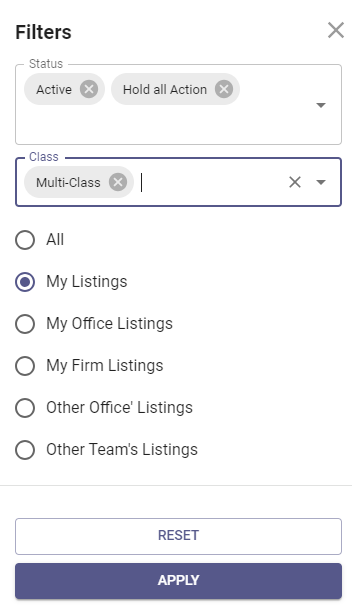 Filters
Status
Active
Hold all Action
Class
Multi-Class
All
My Listings
My Office Listings
My Firm Listings
Other Office' Listings
Other Team's Listings
RESET
APPLY